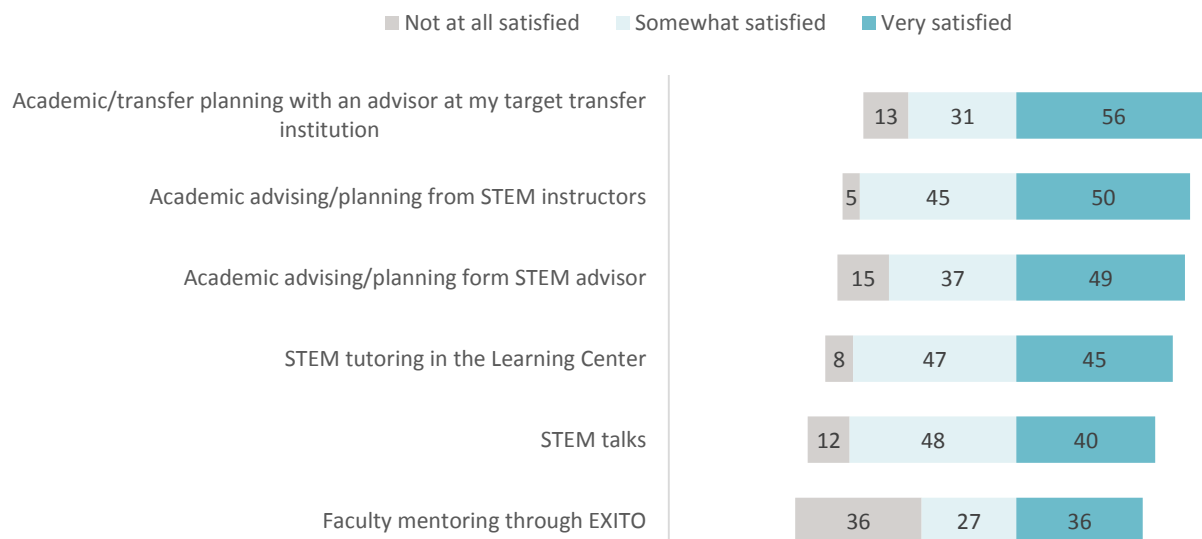 Not at all satisfied Somewhat satisfied Very satisfied
Academic/transfer planning with an advisor at my target transfer
institution
13 31 56
Academic advising/planning from STEM instructors
5 45 50
Academic advising/planning form STEM advisor
15 37 49
STEM tutoring in the Learning Center
8 47 45
STEM talks
12 48 40
Faculty mentoring through EXITO
36 27 36